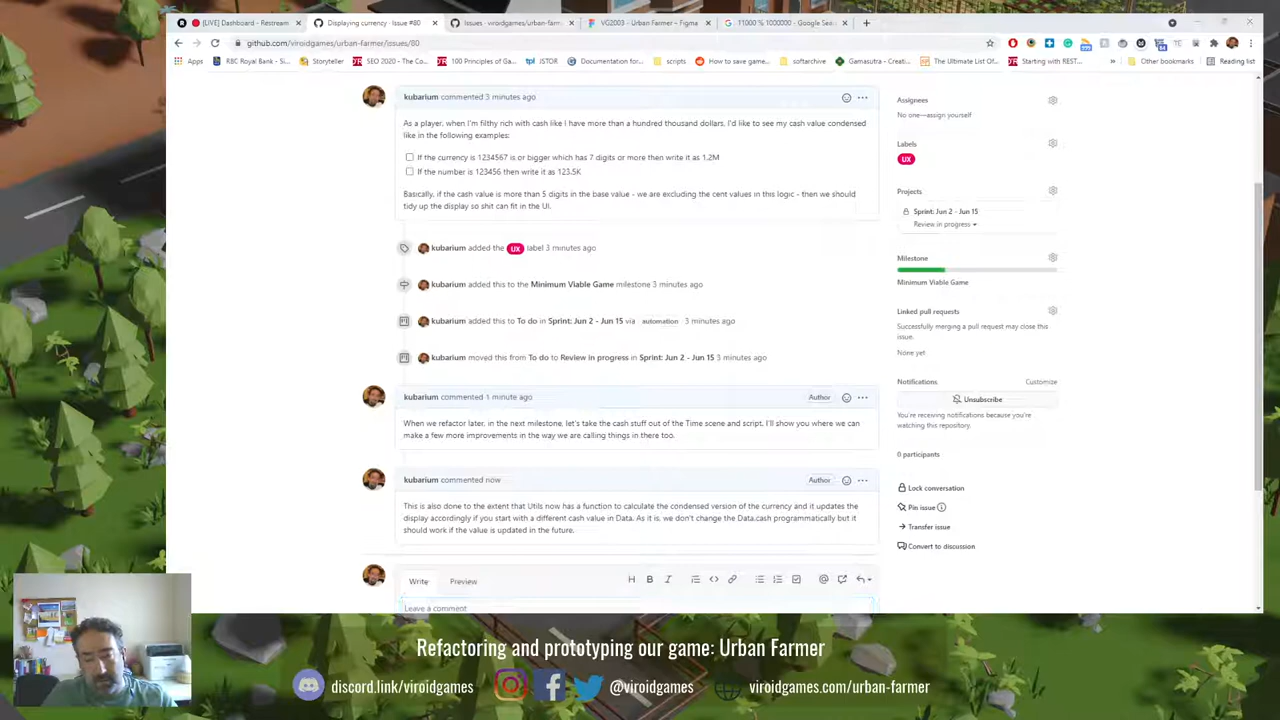 [LIVE] Dashboard - Restream
Displaying currency · Issue #80
Issues · viroidgames/urban-farm
VG2003 - Urban Farmer – Figma
11000 % 1000000 - Google Sea
github.com/viroidgames/urban-farmer/issues/80
Apps
RBC Royal Bank - Si...
Storyteller
SEO 2020 - The Co...
100 Principles of Ga...
JSTOR
Documentation for...
scripts
How to save game...
softarchive
Gamasutra - Creati...
The Ultimate List Of...
Starting with REST...
»
Other bookmarks
Reading list
kubarium commented 3 minutes ago
As a player, when I'm filthy rich with cash like I have more than a hundred thousand dollars, I'd like to see my cash value condensed
like in the following examples:
If the currency is 1234567 is or bigger which has 7 digits or more then write it as 1.2M
If the number is 123456 then write it as 123.5K
Basically, if the cash value is more than 5 digits in the base value - we are excluding the cent values in this logic - then we should
tidy up the display so shit can fit in the UI.
kubarium added the UX label 3 minutes ago
kubarium added this to the Minimum Viable Game milestone 3 minutes ago
kubarium added this to To do in Sprint: Jun 2 - Jun 15 via automation 3 minutes ago
kubarium moved this from To do to Review in progress in Sprint: Jun 2 - Jun 15 3 minutes ago
kubarium commented 1 minute ago
Author
When we refactor later, in the next milestone, let's take the cash stuff out of the Time scene and script. I'll show you where we can
make a few more improvements in the way we are calling things in there too.
kubarium commented now
Author
This is also done to the extent that Utils now has a function to calculate the condensed version of the currency and it updates the
display accordingly if you start with a different cash value in Data. As it is, we don't change the Data.cash programmatically but it
should work if the value is updated in the future.
Write
Preview
H B I
Leave a comment
Assignees
No one—assign yourself
Labels
UX
Projects
Sprint: Jun 2 - Jun 15
Review in progress
Milestone
Minimum Viable Game
Linked pull requests
Successfully merging a pull request may close this
issue.
None yet
Notifications
Customize
Unsubscribe
You're receiving notifications because you're
watching this repository.
0 participants
Lock conversation
Pin issue
Transfer issue
Convert to discussion
Refactoring and prototyping our game: Urban Farmer
discord.link/viroidgames
@viroidgames
viroidgames.com/urban-farmer